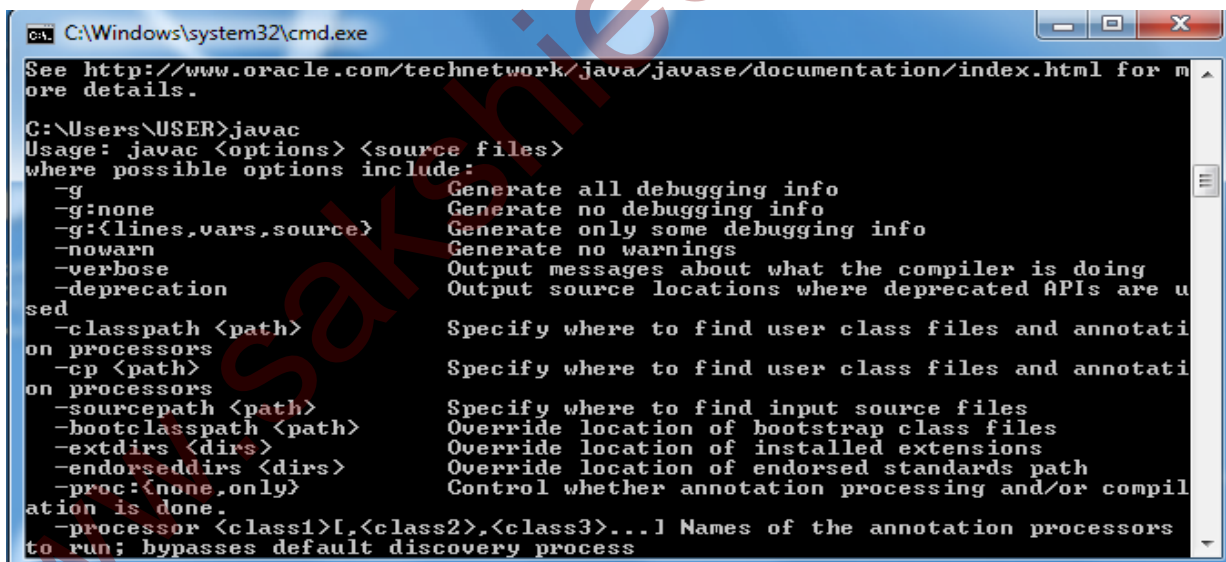 C:\Windows\system32\cmd.exe
See http://www.oracle.com/technetwork/java/javase/documentation/index.html for m
ore details.
C:\Users\USER>javac
Usage: javac <options> <source files>
where possible options include:
-g Generate all debugging info
-g:none Generate no debugging info
-g:{lines,vars,source} Generate only some debugging info
-nowarn Generate no warnings
-verbose Output messages about what the compiler is doing
-deprecation Output source locations where deprecated APIs are u
sed
-classpath <path> Specify where to find user class files and annotati
on processors
-cp <path> Specify where to find user class files and annotati
on processors
-sourcepath <path> Specify where to find input source files
-bootclasspath <path> Override location of bootstrap class files
-extdirs <dirs> Override location of installed extensions
-endorseddirs <dirs> Override location of endorsed standards path
-proc:{none,only} Control whether annotation processing and/or compil
ation is done.
-processor <class1>[,<class2>,<class3>...] Names of the annotation processors
to run; bypasses default discovery process
www.sakshie